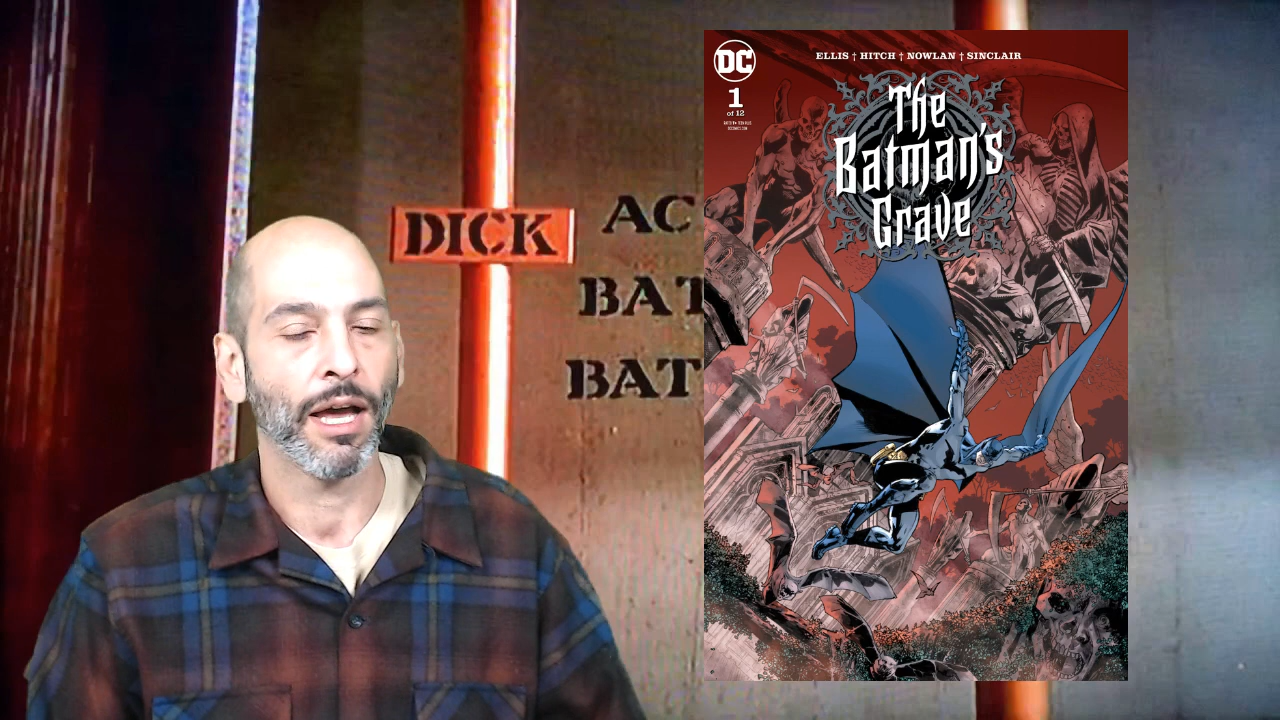 DICK
AC
BAT
BAT
DC
ELLIS † HITCH † NOWLAN † SINCLAIR
1
of 12
The
Batman's
Grave